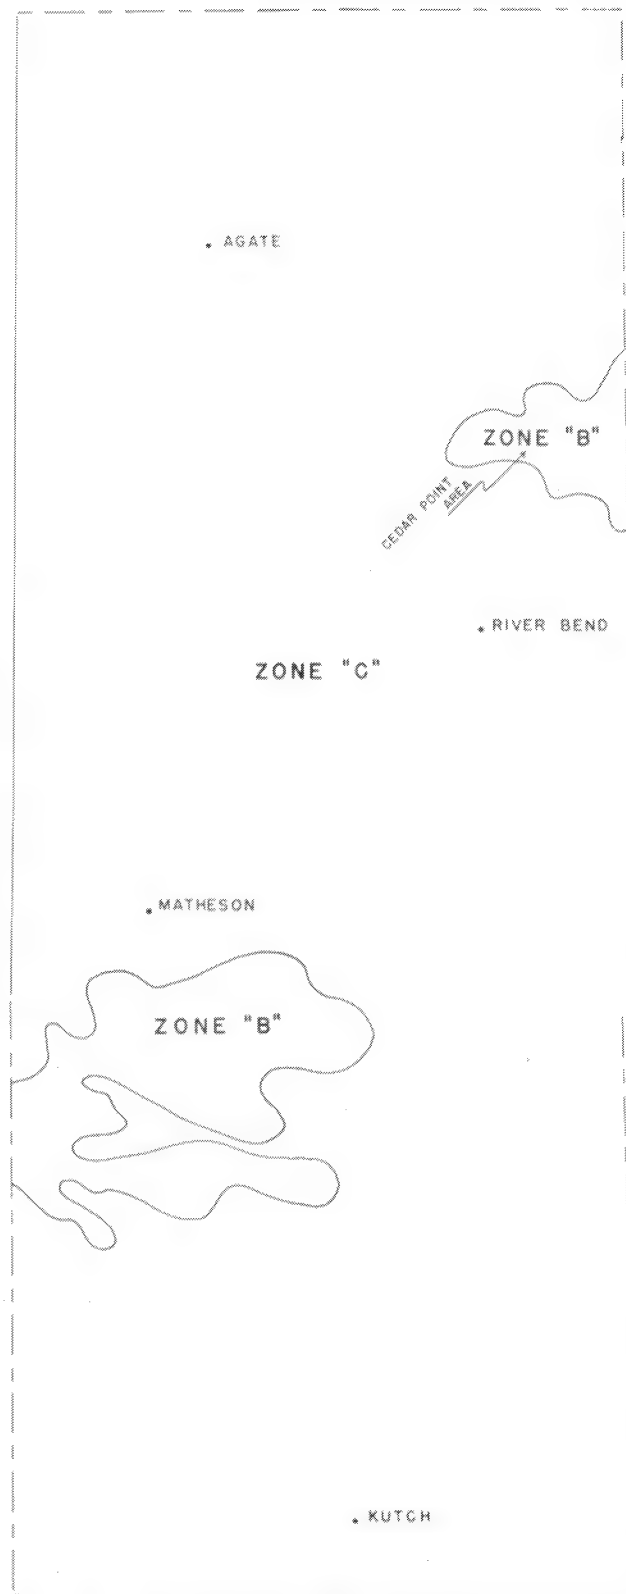 AGATE
ZONE "B"
CEDAR POINT
AREA
RIVER BEND
ZONE "C"
MATHESON
ZONE "B"
KUTCH